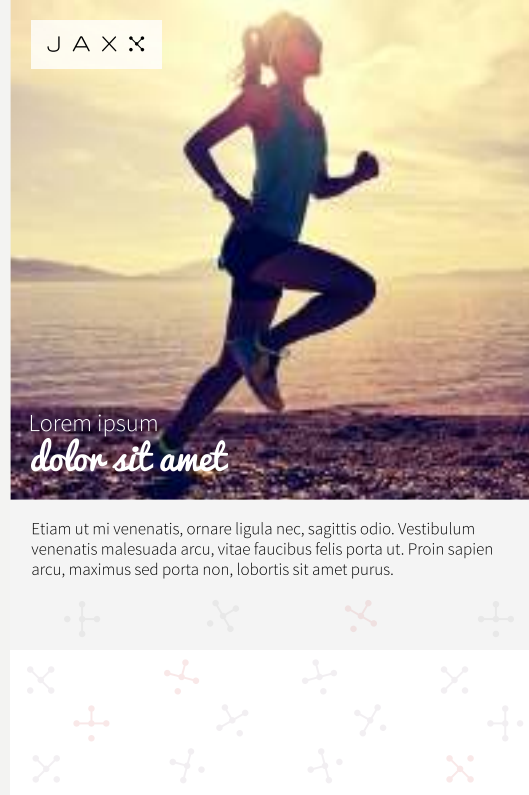 JAX
Lorem ipsum
dolor sit amet
Etiam ut mi venenatis, ornare ligula nec, sagittis odio. Vestibulum
venenatis malesuada arcu, vitae faucibus felis porta ut. Proin sapien
arcu, maximus sed porta non, lobortis sit amet purus.